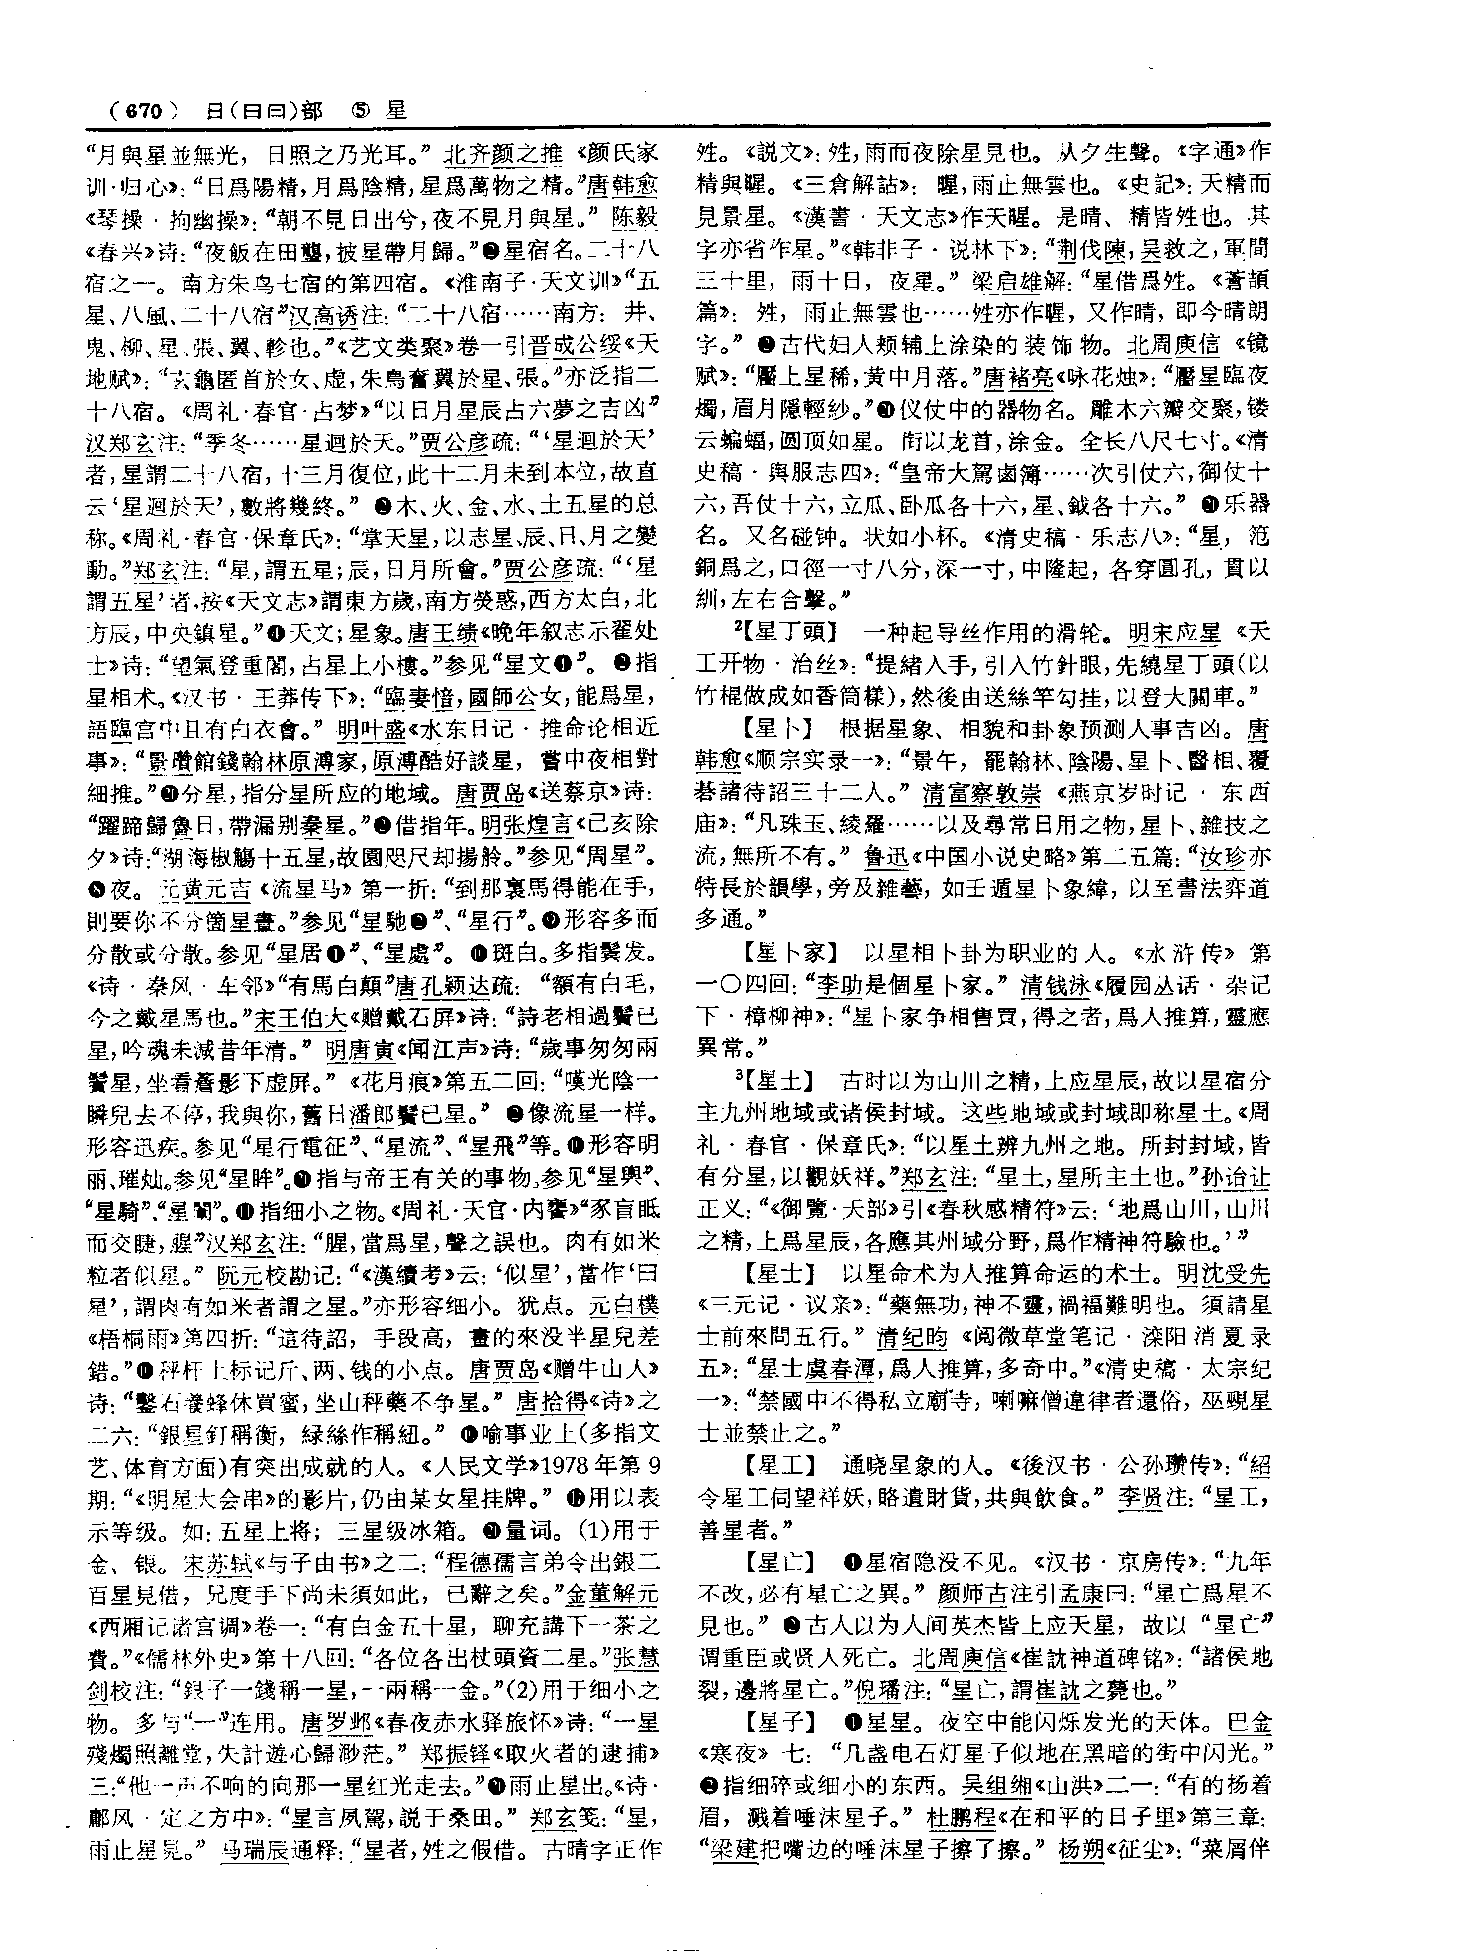 （670） 日(曰⺜)部 ⑤ 星
“月與星並無光，日照之乃光耳。”北齐颜之推《颜氏家
训·归心》：“日爲陽精，月爲陰精，星爲萬物之精。”唐韩愈
《琴操·拘幽操》：“朝不見日出兮，夜不見月與星。”陈毅
《春兴》诗：“夜飯在田壟，披星帶月歸。”❷星宿名。二十八
宿之一。南方朱鸟七宿的第四宿。《淮南子·天文训》“五
星、八風、二十八宿”汉高诱注：“二十八宿……南方：井、
鬼、柳、星、張、翼、軫也。”《艺文类聚》卷一引晋成公绥《天
地赋》：“玄龜匿首於女、虚，朱鳥奮翼於星、張。”亦泛指二
十八宿。《周礼·春官·占梦》“以日月星辰占六夢之吉凶”
汉郑玄注：“季冬……星迴於天。”贾公彦疏：“‘星迴於天’
者，星謂二十八宿，十三月復位，此十二月未到本位，故直
云‘星迴於天’，數將幾終。”❸木、火、金、水、土五星的总
称。《周礼·春官·保章氏》：“掌天星，以志星、辰、日、月之變
動。”郑玄注：“星，謂五星；辰，日月所會。”贾公彦疏：“‘星
謂五星’者，按《天文志》謂東方歲，南方熒惑，西方太白，北
方辰，中央鎮星。”❹天文；星象。唐王绩《晚年叙志示翟处
士》诗：“望氣登重閣，占星上小樓。”参见“星文❶”。❺指
星相术。《汉书·王莽传下》：“臨妻愔，國師公女，能爲星，
語臨宫中且有白衣會。”明叶盛《水东日记·推命论相近
事》：“景瓚館錢翰林原溥家，原溥酷好談星，嘗中夜相對
細推。”❻分星，指分星所应的地域。唐贾岛《送蔡京》诗：
“躍蹄歸魯日，帶漏别秦星。”❼借指年。明张煌言《己亥除
夕》诗：“湖海椒觴十五星，故園咫尺却揚舲。”参见“周星”。
❽夜。元黄元吉《流星马》第一折：“到那裏馬得能在手，
則要你不分箇星晝。”参见“星馳❷”、“星行”。❾形容多而
分散或分散。参见“星居❶”、“星處”。❿斑白。多指鬓发。
《诗·秦风·车邻》“有馬白顛”唐孔颖达疏：“額有白毛，
今之戴星馬也。”宋王伯大《赠戴石屏》诗：“詩老相過鬢已
星，吟魂未減昔年清。”明唐寅《闻江声》诗：“歲事匆匆兩
鬢星，坐看蒼影下虚屏。”《花月痕》第五二回：“嘆光陰一
瞬兒去不停，我與你，舊日潘郎鬢已星。”⓫像流星一样。
形容迅疾。参见“星行電征”、“星流”、“星飛”等。⓬形容明
丽、璀灿。参见“星眸”。⓭指与帝王有关的事物。参见“星輿”、
“星騎”、“星闈”。⓮指细小之物。《周礼·天官·内饔》“豕盲眡
而交睫，腥”汉郑玄注：“腥，當爲星，聲之誤也。肉有如米
粒者似星。”阮元校勘记：“《漢讀考》云：‘似星’，當作‘曰
星’，謂肉有如米者謂之星。”亦形容细小。犹点。元白樸
《梧桐雨》第四折：“這待詔，手段高，畫的來没半星兒差
錯。”⓯秤杆上标记斤、两、钱的小点。唐贾岛《赠牛山人》
诗：“鑿石養蜂休買蜜，坐山秤藥不争星。”唐拾得《诗》之
二六：“銀星釘稱衡，緑絲作稱紐。”⓰喻事业上(多指文
艺、体育方面)有突出成就的人。《人民文学》1978年第9
期：“《明星大会串》的影片，仍由某女星挂牌。”⓱用以表
示等级。如：五星上将；三星级冰箱。⓲量词。(1)用于
金、银。宋苏轼《与子由书》之二：“程德孺言弟令出銀二
百星見借，兄度手下尚未須如此，已辭之矣。”金董解元
《西厢记诸宫调》卷一：“有白金五十星，聊充講下一茶之
費。”《儒林外史》第十八回：“各位各出杖頭資二星。”张慧
剑校注：“銀子一錢稱一星，一兩稱一金。”(2)用于细小之
物。多与“一”连用。唐罗邺《春夜赤水驿旅怀》诗：“一星
殘燭照離堂，失計遊心歸渺茫。”郑振铎《取火者的逮捕》
三：“他一声不响的向那一星红光走去。”⓳雨止星出。《诗·
鄘风·定之方中》：“星言夙駕，説于桑田。”郑玄笺：“星，
雨止星見。”马瑞辰通释：“星者，姓之假借。古晴字正作
姓。《説文》：姓，雨而夜除星見也。从夕生聲。《字通》作
精與暒。《三倉解詁》：暒，雨止無雲也。《史記》：天精而
見景星。《漢書·天文志》作天暒。是晴、精皆姓也。其
字亦省作星。”《韩非子·说林下》：“荆伐陳，吴救之，軍間
三十里，雨十日，夜星。”梁启雄解：“星借爲姓。《蒼頡
篇》：姓，雨止無雲也……姓亦作暒，又作晴，即今晴朗
字。”⓴古代妇人颊辅上涂染的装饰物。北周庾信《镜
赋》：“靨上星稀，黄中月落。”唐褚亮《咏花烛》：“靨星臨夜
燭，眉月隱輕紗。”㉑仪仗中的器物名。雕木六瓣交聚，镂
云蝙蝠，圆顶如星。衔以龙首，涂金。全长八尺七寸。《清
史稿·舆服志四》：“皇帝大駕鹵簿……次引仗六，御仗十
六，吾仗十六，立瓜、卧瓜各十六，星、鉞各十六。”㉒乐器
名。又名碰钟。状如小杯。《清史稿·乐志八》：“星，范
銅爲之，口徑一寸八分，深一寸，中隆起，各穿圓孔，貫以
紃，左右合擊。”
²【星丁頭】 一种起导丝作用的滑轮。明宋应星《天
工开物·治丝》：“提緒入手，引入竹針眼，先繞星丁頭(以
竹棍做成如香筒樣)，然後由送絲竿勾挂，以登大關車。”
【星卜】 根据星象、相貌和卦象预测人事吉凶。唐
韩愈《顺宗实录一》：“景午，罷翰林、陰陽、星卜、醫相、覆
碁諸待詔三十二人。”清富察敦崇《燕京岁时记·东西
庙》：“凡珠玉、綾羅……以及尋常日用之物，星卜、雜技之
流，無所不有。”鲁迅《中国小说史略》第二五篇：“汝珍亦
特長於韻學，旁及雜藝，如壬遁星卜象緯，以至書法弈道
多通。”
【星卜家】 以星相卜卦为职业的人。《水浒传》第
一〇四回：“李助是個星卜家。”清钱泳《履园丛话·杂记
下·樟柳神》：“星卜家争相售買，得之者，爲人推算，靈應
異常。”
³【星土】 古时以为山川之精，上应星辰，故以星宿分
主九州地域或诸侯封域。这些地域或封域即称星土。《周
礼·春官·保章氏》：“以星土辨九州之地。所封封域，皆
有分星，以觀妖祥。”郑玄注：“星土，星所主土也。”孙诒让
正义：“《御覽·天部》引《春秋感精符》云：‘地爲山川，山川
之精，上爲星辰，各應其州域分野，爲作精神符驗也。’”
【星士】 以星命术为人推算命运的术士。明沈受先
《三元记·议亲》：“藥無功，神不靈，禍福難明也。須請星
士前來問五行。”清纪昀《阅微草堂笔记·滦阳消夏录
五》：“星士虞春潭，爲人推算，多奇中。”《清史稿·太宗纪
一》：“禁國中不得私立廟寺，喇嘛僧違律者還俗，巫覡星
士並禁止之。”
【星工】 通晓星象的人。《後汉书·公孙瓒传》：“紹
令星工伺望祥妖，賂遺財貨，共與飲食。”李贤注：“星工，
善星者。”
【星亡】 ❶星宿隐没不见。《汉书·京房传》：“九年
不改，必有星亡之異。”颜师古注引孟康曰：“星亡爲星不
見也。”❷古人以为人间英杰皆上应天星，故以“星亡”
谓重臣或贤人死亡。北周庾信《崔訦神道碑铭》：“諸侯地
裂，邊將星亡。”倪璠注：“星亡，謂崔訦之薨也。”
【星子】 ❶星星。夜空中能闪烁发光的天体。巴金
《寒夜》七：“几盏电石灯星子似地在黑暗的街中闪光。”
❷指细碎或细小的东西。吴组缃《山洪》二一：“有的扬着
眉，溅着唾沫星子。”杜鹏程《在和平的日子里》第三章：
“梁建把嘴边的唾沫星子擦了擦。”杨朔《征尘》：“菜屑伴